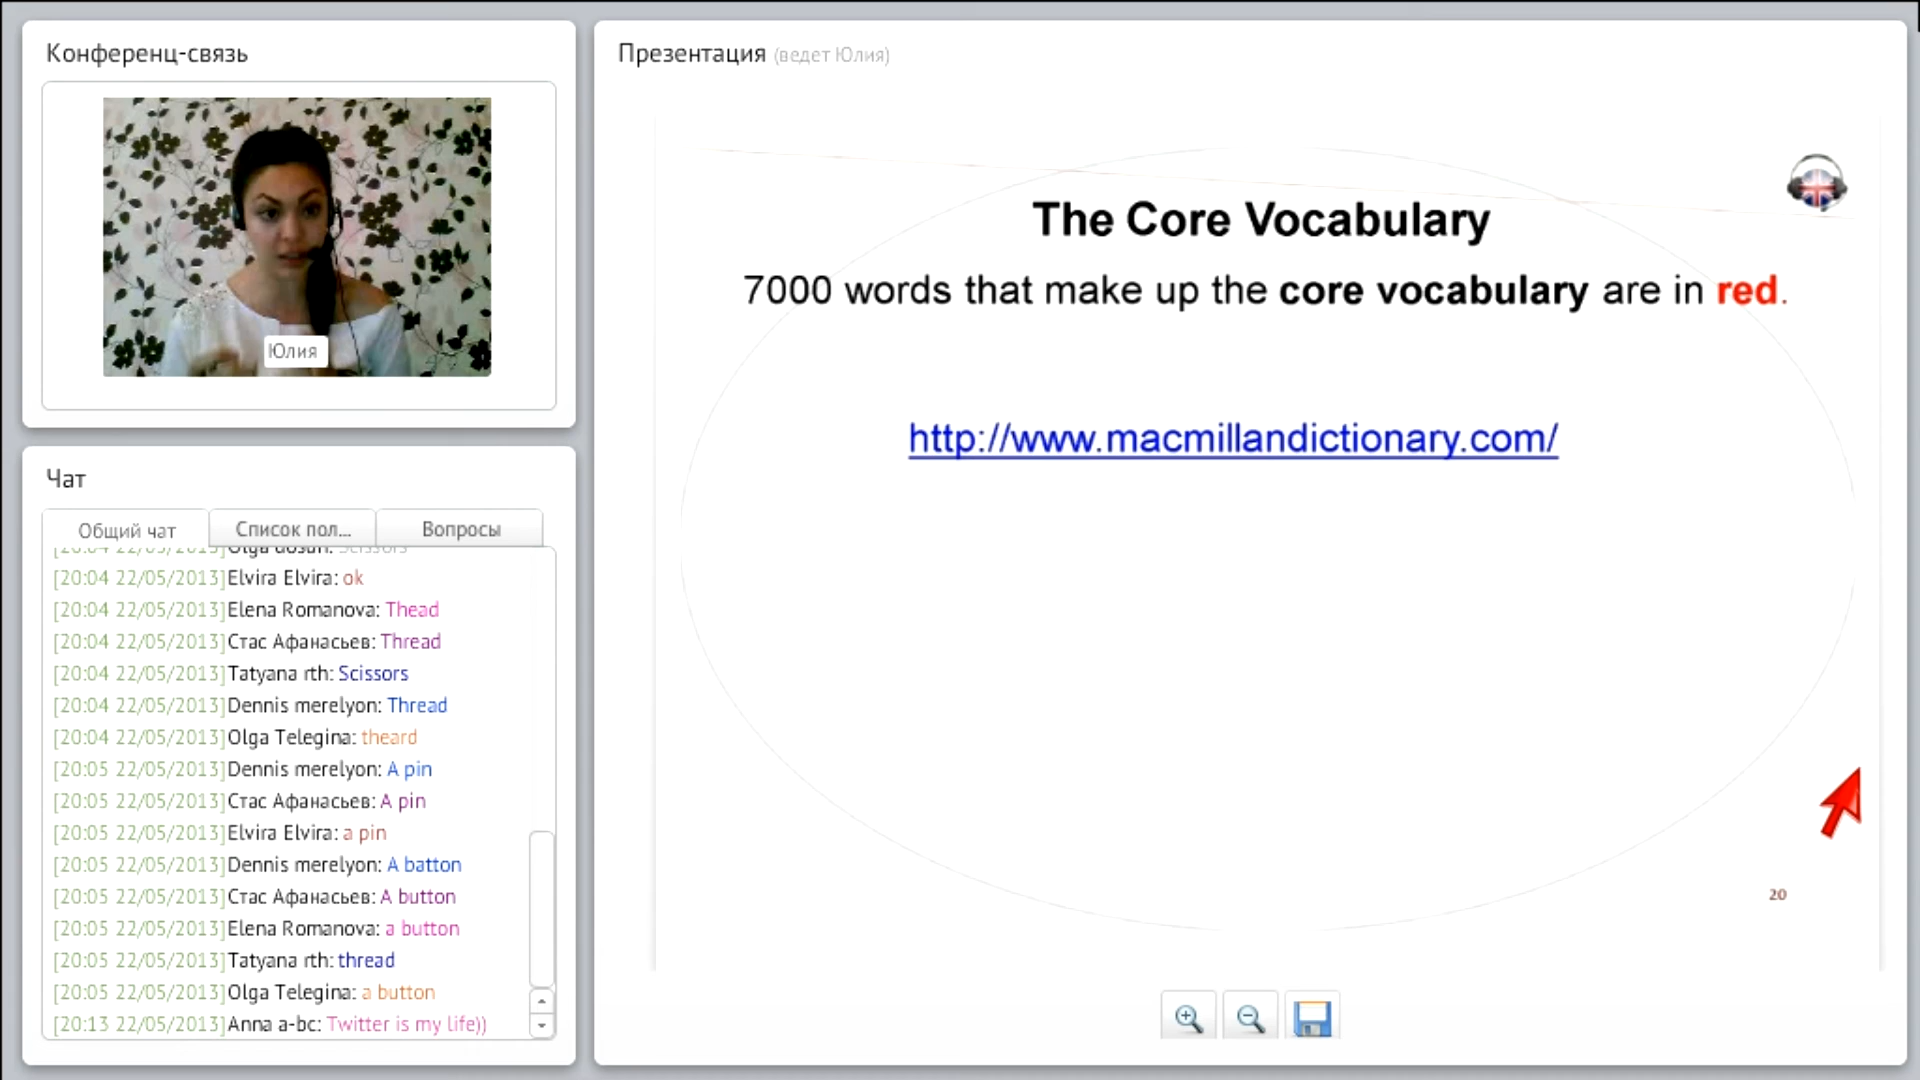 Конференц-связь
Юлия
Чат
Общий чат
Список пол...
Вопросы
[20:04 22/05/2013]Elvira Elvira: ok
[20:04 22/05/2013]Elena Romanova: Thead
[20:04 22/05/2013]Стас Афанасьев: Thread
[20:04 22/05/2013]Tatyana rth: Scissors
[20:04 22/05/2013]Dennis merelyon: Thread
[20:04 22/05/2013]Olga Telegina: theard
[20:05 22/05/2013]Dennis merelyon: A pin
[20:05 22/05/2013]Стас Афанасьев: A pin
[20:05 22/05/2013]Elvira Elvira: a pin
[20:05 22/05/2013]Dennis merelyon: A batton
[20:05 22/05/2013]Стас Афанасьев: A button
[20:05 22/05/2013]Elena Romanova: a button
[20:05 22/05/2013]Tatyana rth: thread
[20:05 22/05/2013]Olga Telegina: a button
[20:13 22/05/2013]Anna a-bc: Twitter is my life))
Презентация (ведет Юлия)
The Core Vocabulary
7000 words that make up the core vocabulary are in red.
http://www.macmillandictionary.com/
20